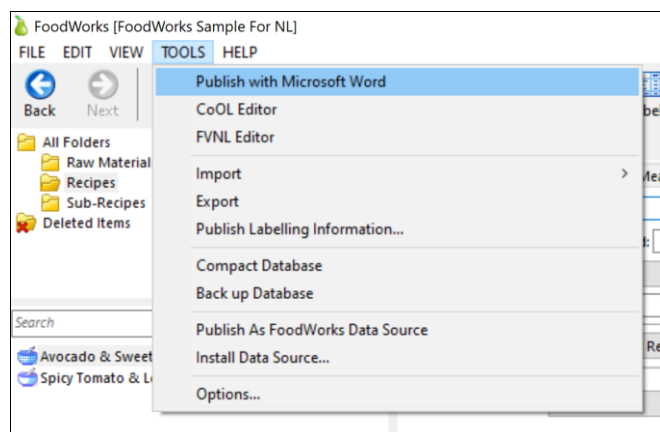 FoodWorks [FoodWorks Sample For NL]
FILE EDIT VIEW TOOLS HELP
Back Next
All Folders
Raw Material
Recipes
Sub-Recipes
Deleted Items
Search
Avocado & Sweet
Spicy Tomato & L
Publish with Microsoft Word
CoOL Editor
FVNL Editor
Import
Export
Publish Labelling Information...
Compact Database
Back up Database
Publish As FoodWorks Data Source
Install Data Source...
Options...